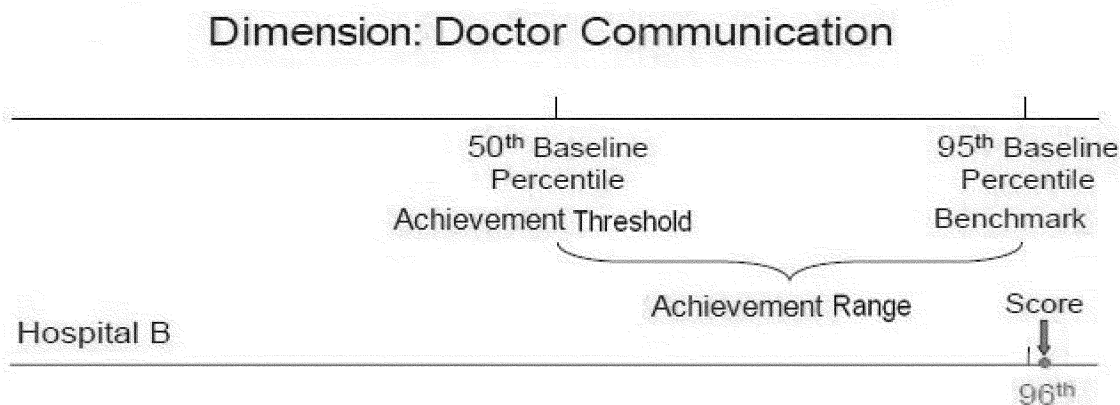 Dimension: Doctor Communication
50th Baseline Percentile
95th Baseline Percentile
Achievement Threshold
Benchmark
Achievement Range
Score
Hospital B
96th